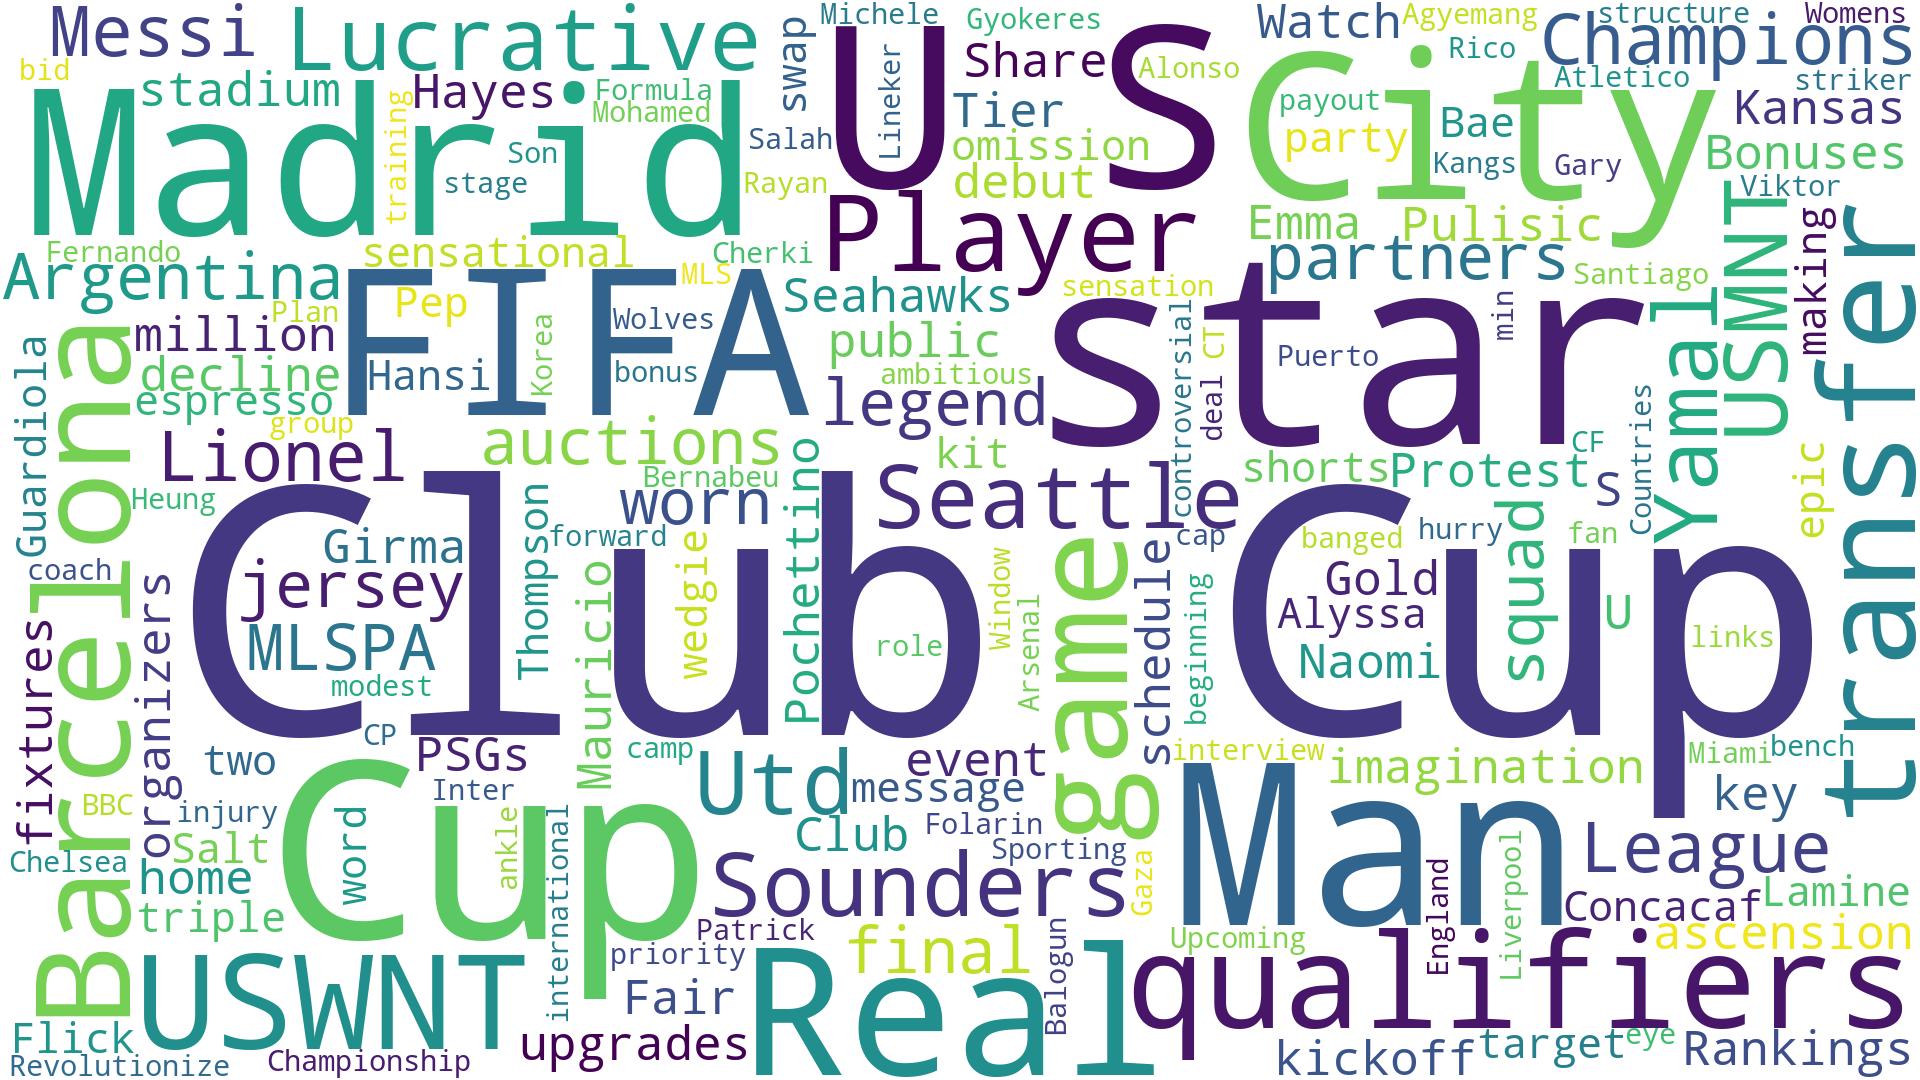 Messi
Lucrative
swap
Michele
Gyokeres
U S
Share
Watch
Agyemang
structure
Womens
Champions
Rico
bid
stadium
Madrid
Hayes
Formula
Mohamed
training
Son
stage
Salah
Rayan
Lineker
Tier
Alonso
omission
debut
City
payout
party
Bae
Kangs
Gary
Atletico
striker
Kansas
Bonuses
Viktor
Player
Emma
Pulisic
partners
Santiago
Fernando
Argentina
sensational
Cherki
MLS
FIFA
Pep
Plan
million
decline
espresso
Hansi
Korea
Wolves
bonus
Seahawks
public
ambitious
legend
sensation
star
controversial
CT
deal
Puerto
min
Yamal
USMNT
making
transfer
Guardiola
Barcelona
group
Lionel
auctions
Bernabeu
Heung
kit
Seattle
shorts
Protest
CF
S
Countries
epic
worn
Pochettino
Club Cup
Girma
jersey
MLSPA
modest
Thompson
forward
Mauricio
wedgie
role
Window
Arsenal
game
schedule
cap
beginning
banged
hurry
fan
Gold
Alyssa
Naomi
squad
U
links
coach
fixtures
organizers
two
CP
PSGs
Inter
camp
Utd
event
message
interview
imagination
Miami
bench
key
BBC
injury
Chelsea
Salt
home
triple
Cup
word
ankle
international
Club
Folarin
Sporting
Sounders
Gaza
Man
League
England
Liverpool
Concacaf
Lamine
ascension
Patrick
priority
final
Balogun
Upcoming
qualifiers
USWNT
Fair
Real
Flick
upgrades
Revolutionize
Championship
kickoff
target
eye
Rankings